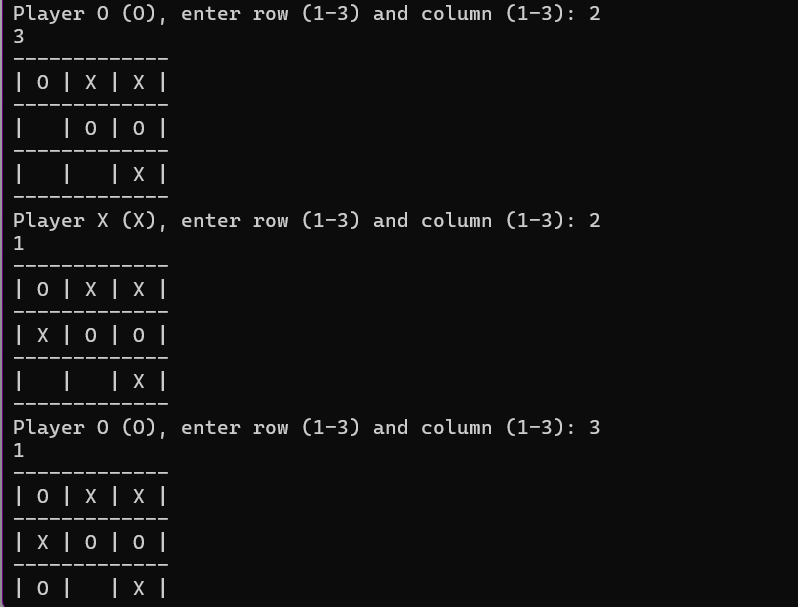 Player O (O), enter row (1-3) and column (1-3): 2
3
-------------
| O | X | X |
-------------
|   | O | O |
-------------
|   |   | X |
-------------
Player X (X), enter row (1-3) and column (1-3): 2
1
-------------
| O | X | X |
-------------
| X | O | O |
-------------
|   |   | X |
-------------
Player O (O), enter row (1-3) and column (1-3): 3
1
-------------
| O | X | X |
-------------
| X | O | O |
-------------
| O |   | X |